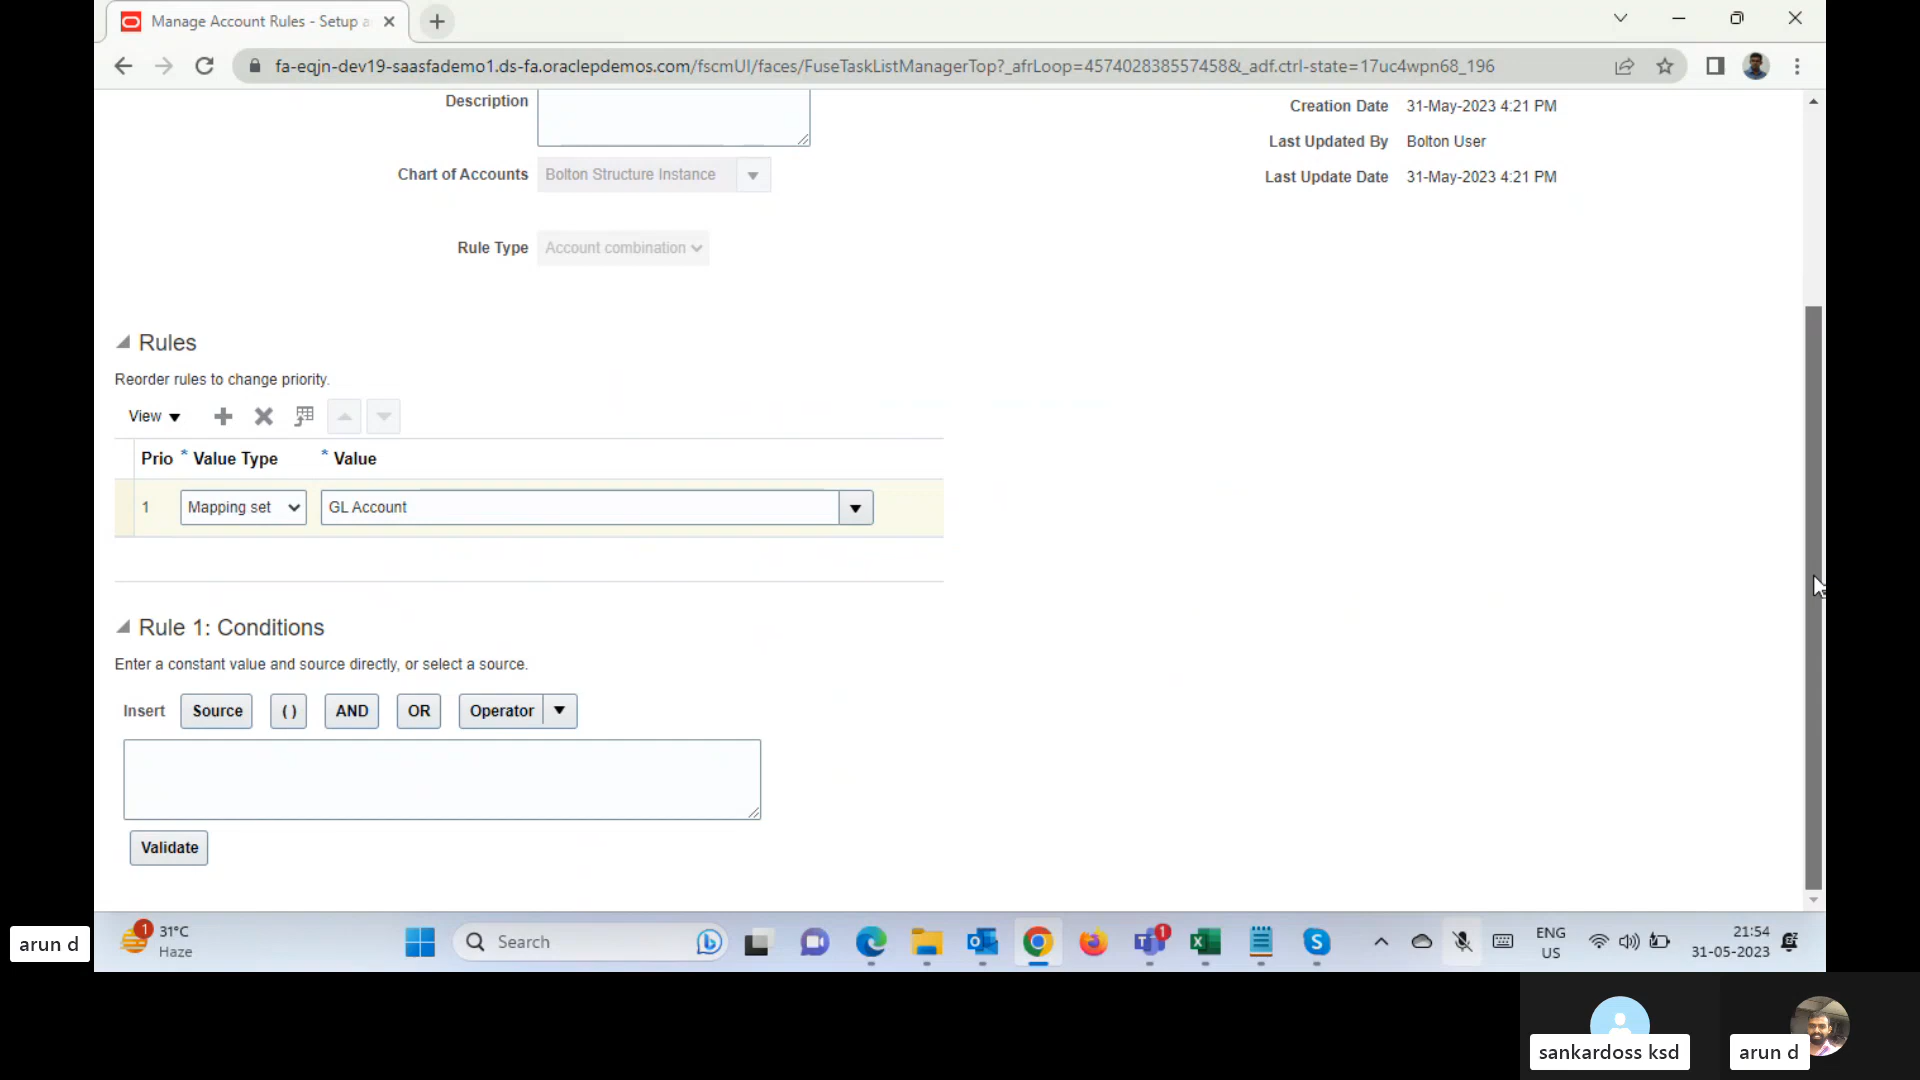 Manage Account Rules - Setup a
fa-eqjn-dev19-saasfademo1.ds-fa.oraclepdemos.com/fscmUI/faces/FuseTaskListManagerTop?_afrLoop=4574028385574588&_adf.ctrl-state=17uc4wpn68_196
Description
Creation Date 31-May-2023 4:21 PM
Last Updated By Bolton User
Chart of Accounts Bolton Structure Instance
Last Update Date 31-May-2023 4:21 PM
Rule Type Account combination
Rules
Reorder rules to change priority.
View
Prio * Value Type * Value
1 Mapping set GL Account
Rule 1: Conditions
Enter a constant value and source directly, or select a source.
Insert Source ( ) AND OR Operator
Validate
1 31°C
Haze
Search
1
ENG
US
21:54
31-05-2023
arun d
sankardoss ksd
arun d